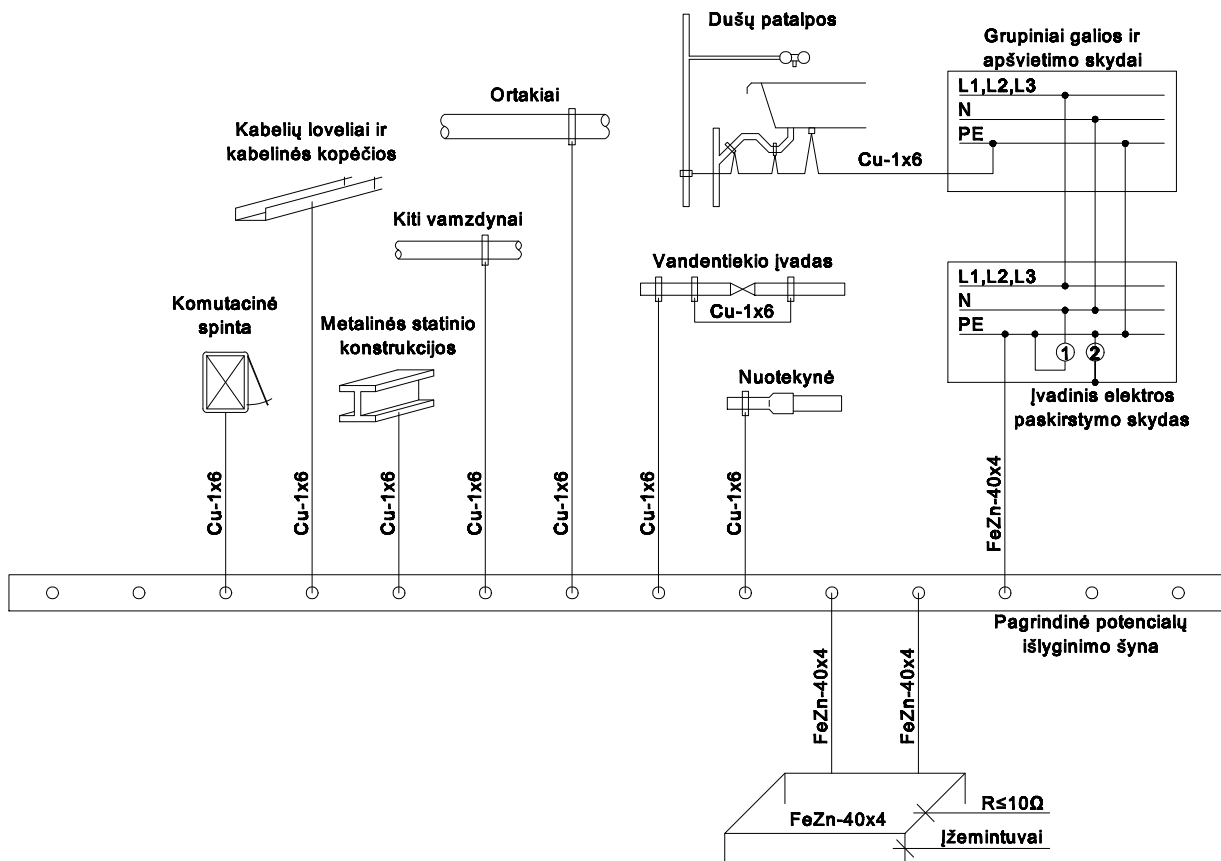 Dušų patalpos
Grupiniai galios ir
apšvietimo skydai
L1,L2,L3
N
PE
Cu-1x6
Ortakiai
Kabelių loveliai ir
kabelinės kopėčios
Kiti vamzdynai
Vandentiekio įvadas
Cu-1x6
L1,L2,L3
N
PE
1
2
Įvadinis elektros
paskirstymo skydas
Komutacinė
spinta
Metalinės statinio
konstrukcijos
Nuotekynė
Cu-1x6
Cu-1x6
Cu-1x6
Cu-1x6
Cu-1x6
Cu-1x6
Cu-1x6
FeZn-40x4
Pagrindinė potencialų
išlyginimo šyna
FeZn-40x4
FeZn-40x4
FeZn-40x4
R≤10Ω
Įžemintuvai